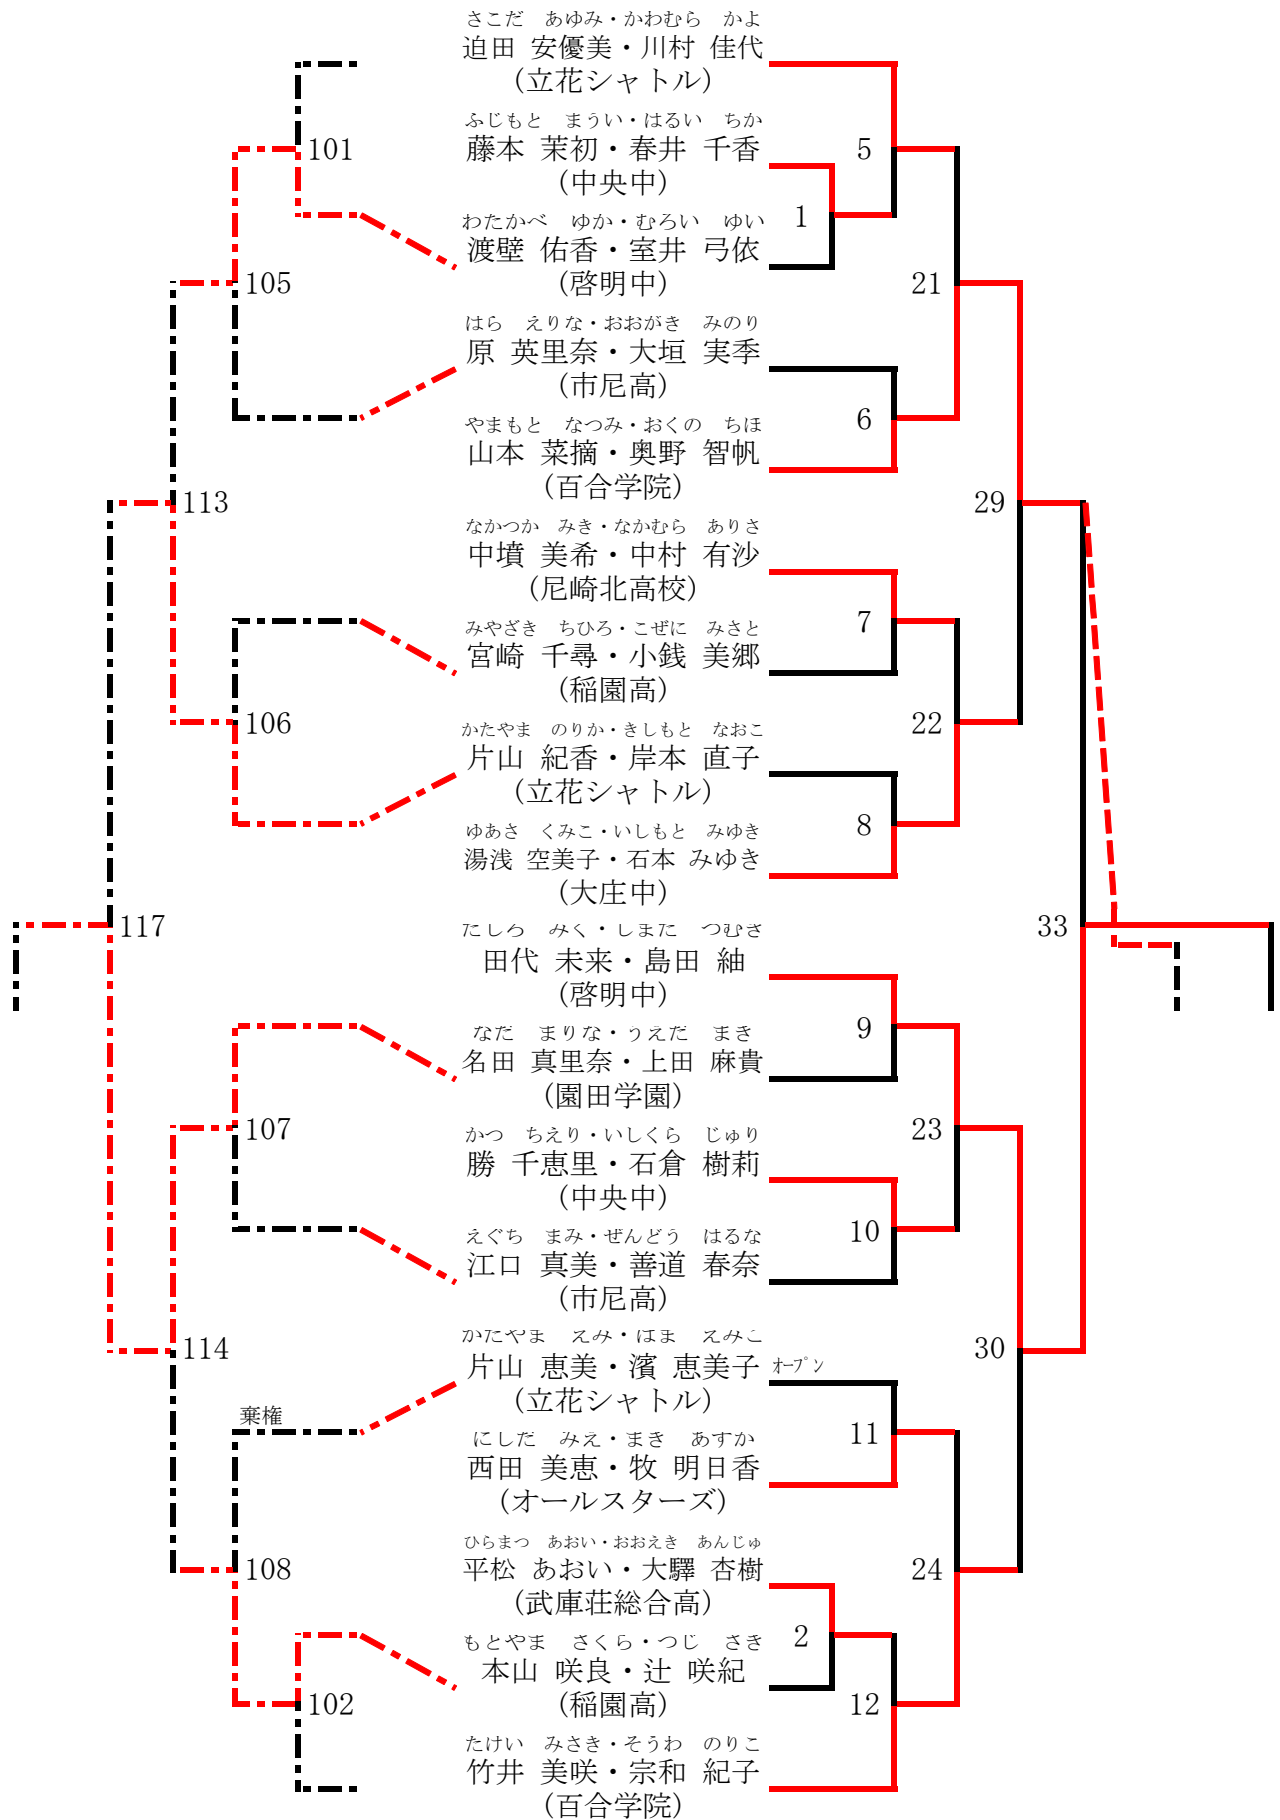 さこだ あゆみ・かわむら かよ
迫田 安優美・川村 佳代
(立花シャトル)
ふじもと まうい・はるい ちか
101
藤本 茉初・春井 千香
5
(中央中)
わたかべ ゆか・むろい ゆい
1
渡壁 佑香・室井 弓依
(啓明中)
105
21
はら えりな・おおがき みのり
原 英里奈・大垣 実季
(市尼高)
6
やまもと なつみ・おくの ちほ
山本 菜摘・奥野 智帆
(百合学院)
113
29
なかつか みき・なかむら ありさ
中墳 美希・中村 有沙
(尼崎北高校)
7
みやざき ちひろ・こぜに みさと
宮崎 千尋・小銭 美郷
(稲園高)
106
22
かたやま のりか・きしもと なおこ
片山 紀香・岸本 直子
(立花シャトル)
8
ゆあさ くみこ・いしもと みゆき
湯浅 空美子・石本 みゆき
(大庄中)
117
33
たしろ みく・しまだ つむぎ
田代 未来・島田 紬
(啓明中)
9
なだ まりな・うえだ まき
名田 真里奈・上田 麻貴
(園田学園)
107
23
かつ ちえり・いしくら じゅり
勝 千恵里・石倉 樹莉
(中央中)
10
えぐち まみ・ぜんどう はるな
江口 真美・善道 春奈
(市尼高)
114
30
かたやま えみ・はま えみこ
片山 恵美・濱 恵美子 オープン
(立花シャトル)
棄権
11
にしだ みえ・まき あすか
西田 美恵・牧 明日香
(オールスターズ)
ひらまつ あおい・おおえき あんじゅ
108
平松 あおい・大驛 杏樹
24
(武庫荘総合高)
2
もとやま さくら・つじ さき
本山 咲良・辻 咲紀
(稲園高)
102
12
たけい みさき・そうわ のりこ
竹井 美咲・宗和 紀子
(百合学院)